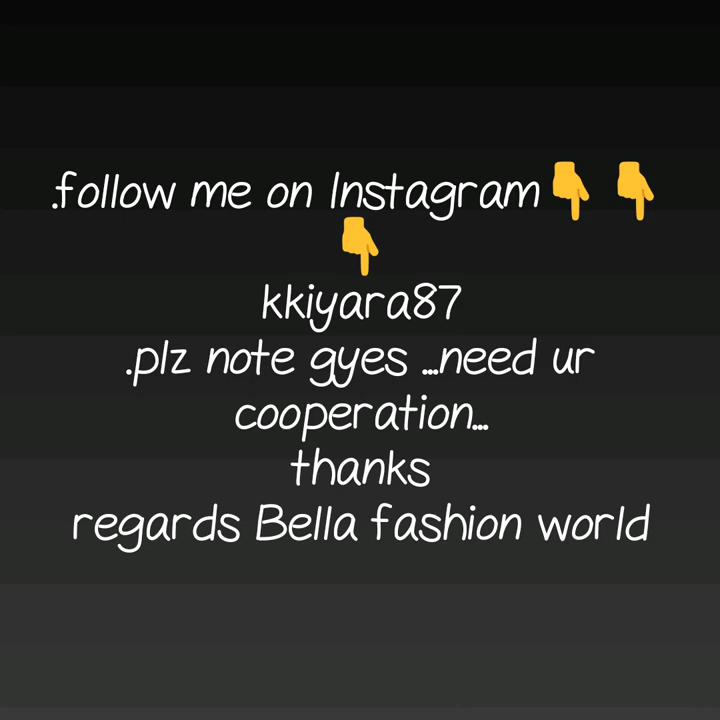 .follow me on Instagram👇 👇
👇
kkiyara87
.plz note gyes ...need ur
cooperation...
thanks
regards Bella fashion world